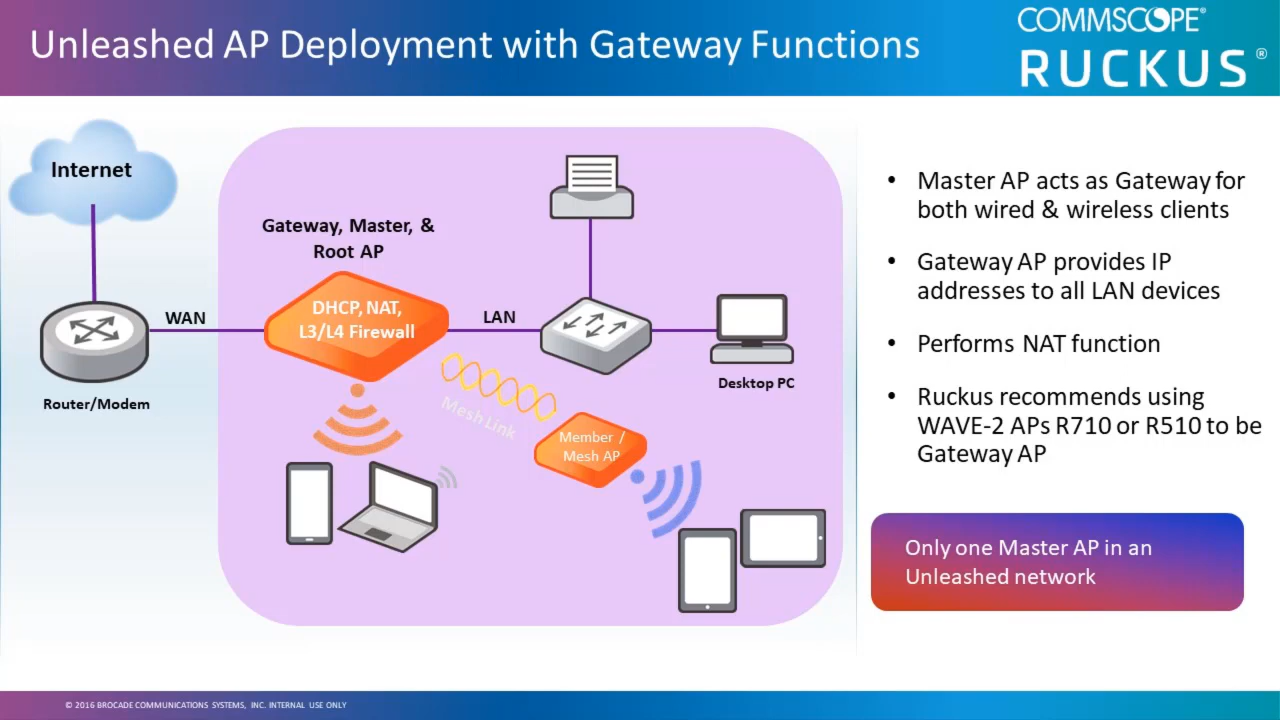 Unleashed AP Deployment with Gateway Functions
COMMSCOPE®
RUCKUS®
Internet
Gateway, Master, &
Root AP
DHCP, NAT,
L3/L4 Firewall
WAN
LAN
Router/Modem
Desktop PC
Mesh Link
Member /
Mesh AP
• Master AP acts as Gateway for
both wired & wireless clients
• Gateway AP provides IP
addresses to all LAN devices
• Performs NAT function
• Ruckus recommends using
WAVE-2 APs R710 or R510 to be
Gateway AP
Only one Master AP in an
Unleashed network
© 2016 BROCADE COMMUNICATIONS SYSTEMS, INC. INTERNAL USE ONLY